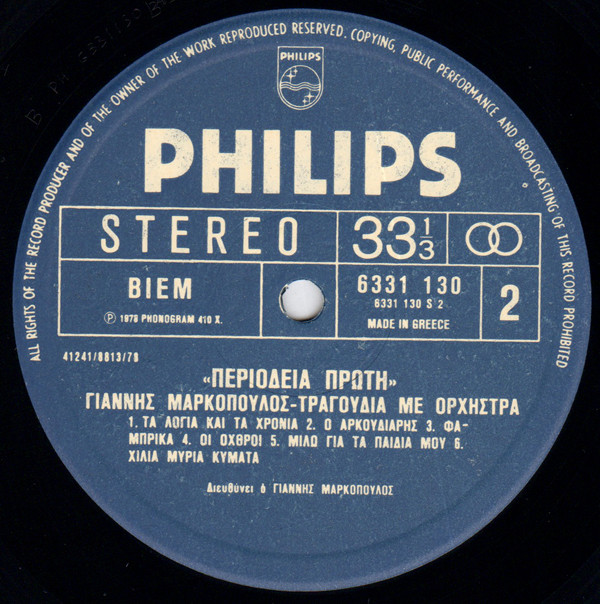 ALL RIGHTS OF THE RECORD PRODUCER AND OF THE OWNER OF THE WORK REPRODUCED RESERVED. COPYING, PUBLIC PERFORMANCE AND BROADCASTING OF THIS RECORD PROHIBITED
PHILIPS
PHILIPS
STEREO 33 1/3
BIEM 6331 130 2
6331 130 S 2
Ⓟ 1979 PHONOGRAM 410 X. MADE IN GREECE
41241/8813/79
«ΠΕΡΙΟΔΕΙΑ ΠΡΩΤΗ»
ΓΙΑΝΝΗΣ ΜΑΡΚΟΠΟΥΛΟΣ-ΤΡΑΓΟΥΔΙΑ ΜΕ ΟΡΧΗΣΤΡΑ
1. ΤΑ ΛΟΓΙΑ ΚΑΙ ΤΑ ΧΡΟΝΙΑ 2. Ο ΑΡΚΟΥΔΙΑΡΗΣ 3. ΦΑ-
ΜΠΡΙΚΑ 4. ΟΙ ΟΧΘΡΟΙ 5. ΜΙΛΩ ΓΙΑ ΤΑ ΠΑΙΔΙΑ ΜΟΥ 6.
ΧΙΛΙΑ ΜΥΡΙΑ ΚΥΜΑΤΑ
Διευθύνει ὁ ΓΙΑΝΝΗΣ ΜΑΡΚΟΠΟΥΛΟΣ